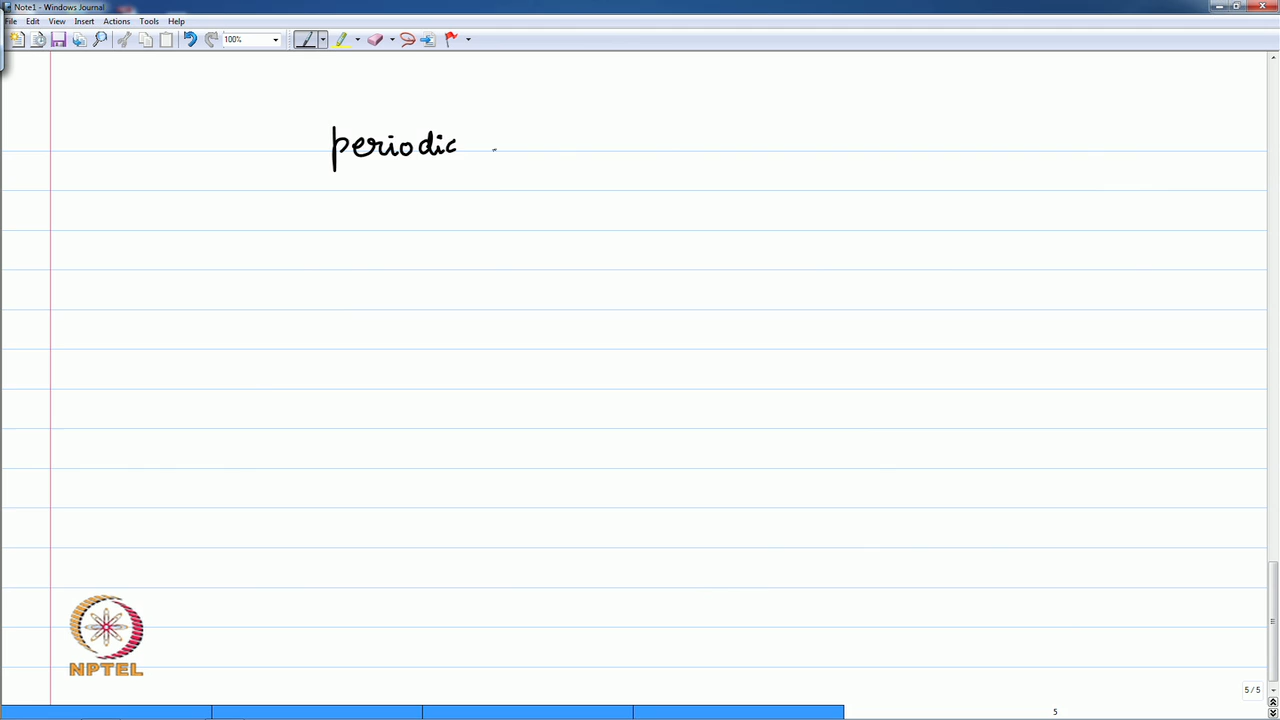 Note1 - Windows Journal
File Edit View Insert Actions Tools Help
100%
periodic
NPTEL
5 / 5
5